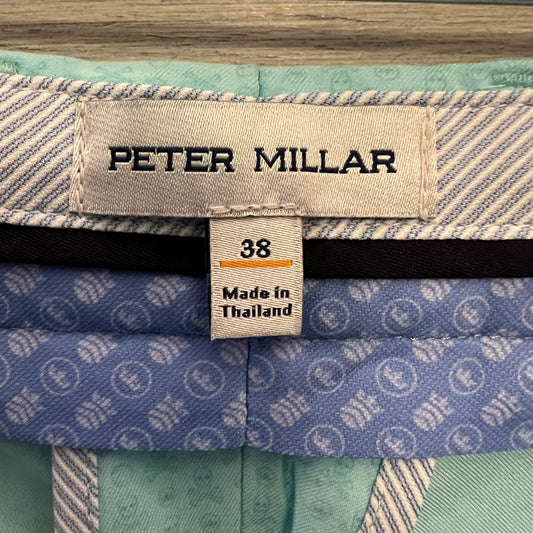 PETER MILLAR
38
Made in
Thailand